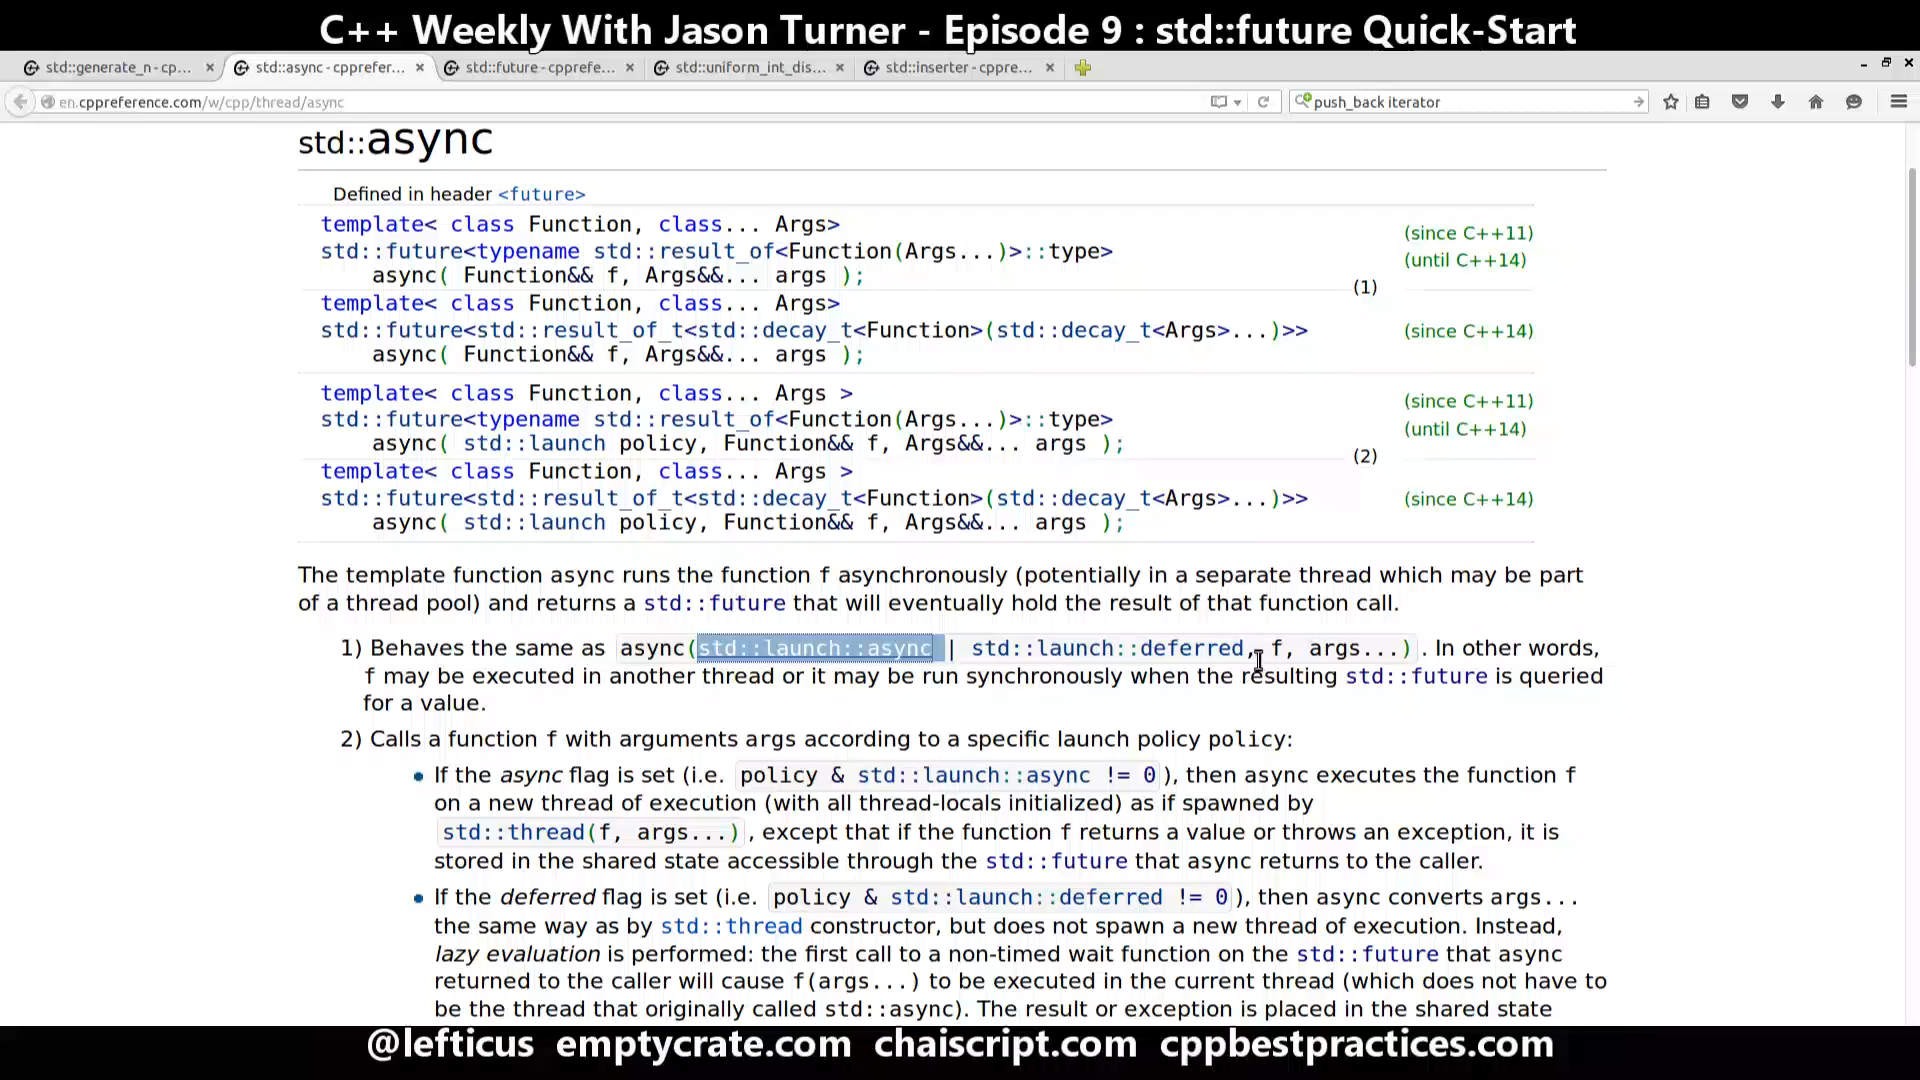 C++ Weekly With Jason Turner - Episode 9 : std::future Quick-Start
std::generate_n - cp... × std::async - cpprefer... × std::future - cpprefe... × std::uniform_int_dis... × std::inserter - cppre... ×
en.cppreference.com/w/cpp/thread/async push_back iterator
std::async
Defined in header <future>
template< class Function, class... Args>
std::future<typename std::result_of<Function(Args...)>::type>
async( Function&& f, Args&&... args );
(since C++11)
(until C++14)
(1)
template< class Function, class... Args>
std::future<std::result_of_t<std::decay_t<Function>(std::decay_t<Args>...)>>
async( Function&& f, Args&&... args );
(since C++14)
template< class Function, class... Args >
std::future<typename std::result_of<Function(Args...)>::type>
async( std::launch policy, Function&& f, Args&&... args );
(since C++11)
(until C++14)
(2)
template< class Function, class... Args >
std::future<std::result_of_t<std::decay_t<Function>(std::decay_t<Args>...)>>
async( std::launch policy, Function&& f, Args&&... args );
(since C++14)
The template function async runs the function f asynchronously (potentially in a separate thread which may be part
of a thread pool) and returns a std::future that will eventually hold the result of that function call.
1) Behaves the same as async(std::launch::async | std::launch::deferred, f, args...) . In other words,
f may be executed in another thread or it may be run synchronously when the resulting std::future is queried
for a value.
2) Calls a function f with arguments args according to a specific launch policy policy:
• If the async flag is set (i.e. policy & std::launch::async != 0 ), then async executes the function f
on a new thread of execution (with all thread-locals initialized) as if spawned by
std::thread(f, args...) , except that if the function f returns a value or throws an exception, it is
stored in the shared state accessible through the std::future that async returns to the caller.
• If the deferred flag is set (i.e. policy & std::launch::deferred != 0 ), then async converts args...
the same way as by std::thread constructor, but does not spawn a new thread of execution. Instead,
lazy evaluation is performed: the first call to a non-timed wait function on the std::future that async
returned to the caller will cause f(args...) to be executed in the current thread (which does not have to
be the thread that originally called std::async). The result or exception is placed in the shared state
@lefticus emptycrate.com chaiscript.com cppbestpractices.com